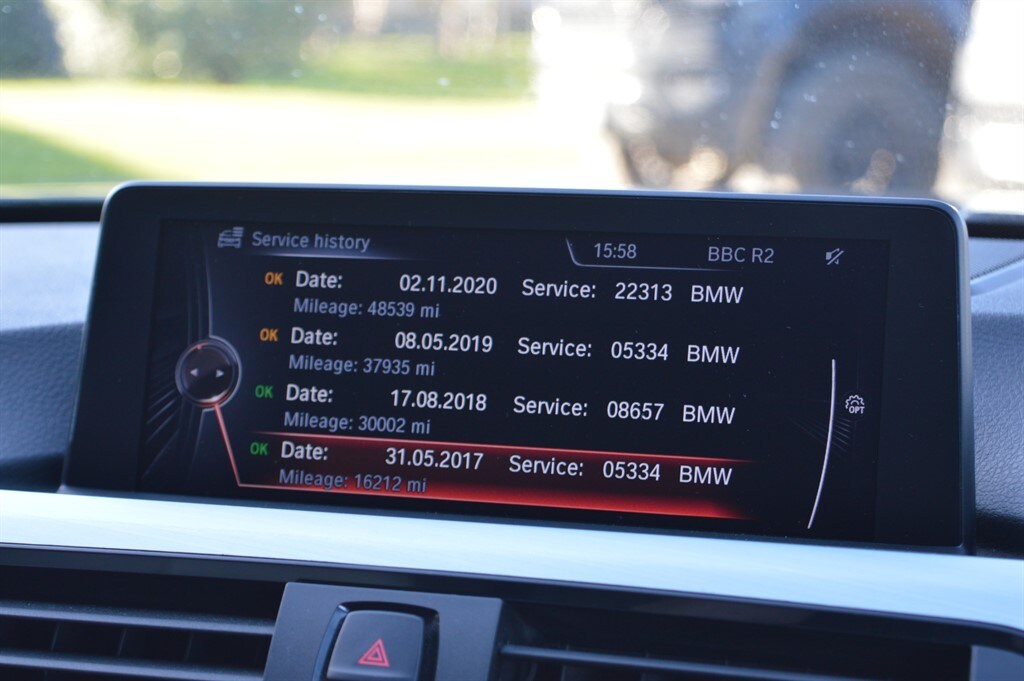 Service history 15:58 BBC R2
OK Date: 02.11.2020 Service: 22313 BMW
Mileage: 48539 mi
OK Date: 08.05.2019 Service: 05334 BMW
Mileage: 37935 mi
OK Date: 17.08.2018 Service: 08657 BMW
Mileage: 30002 mi
OK Date: 31.05.2017 Service: 05334 BMW
Mileage: 16212 mi
OPT